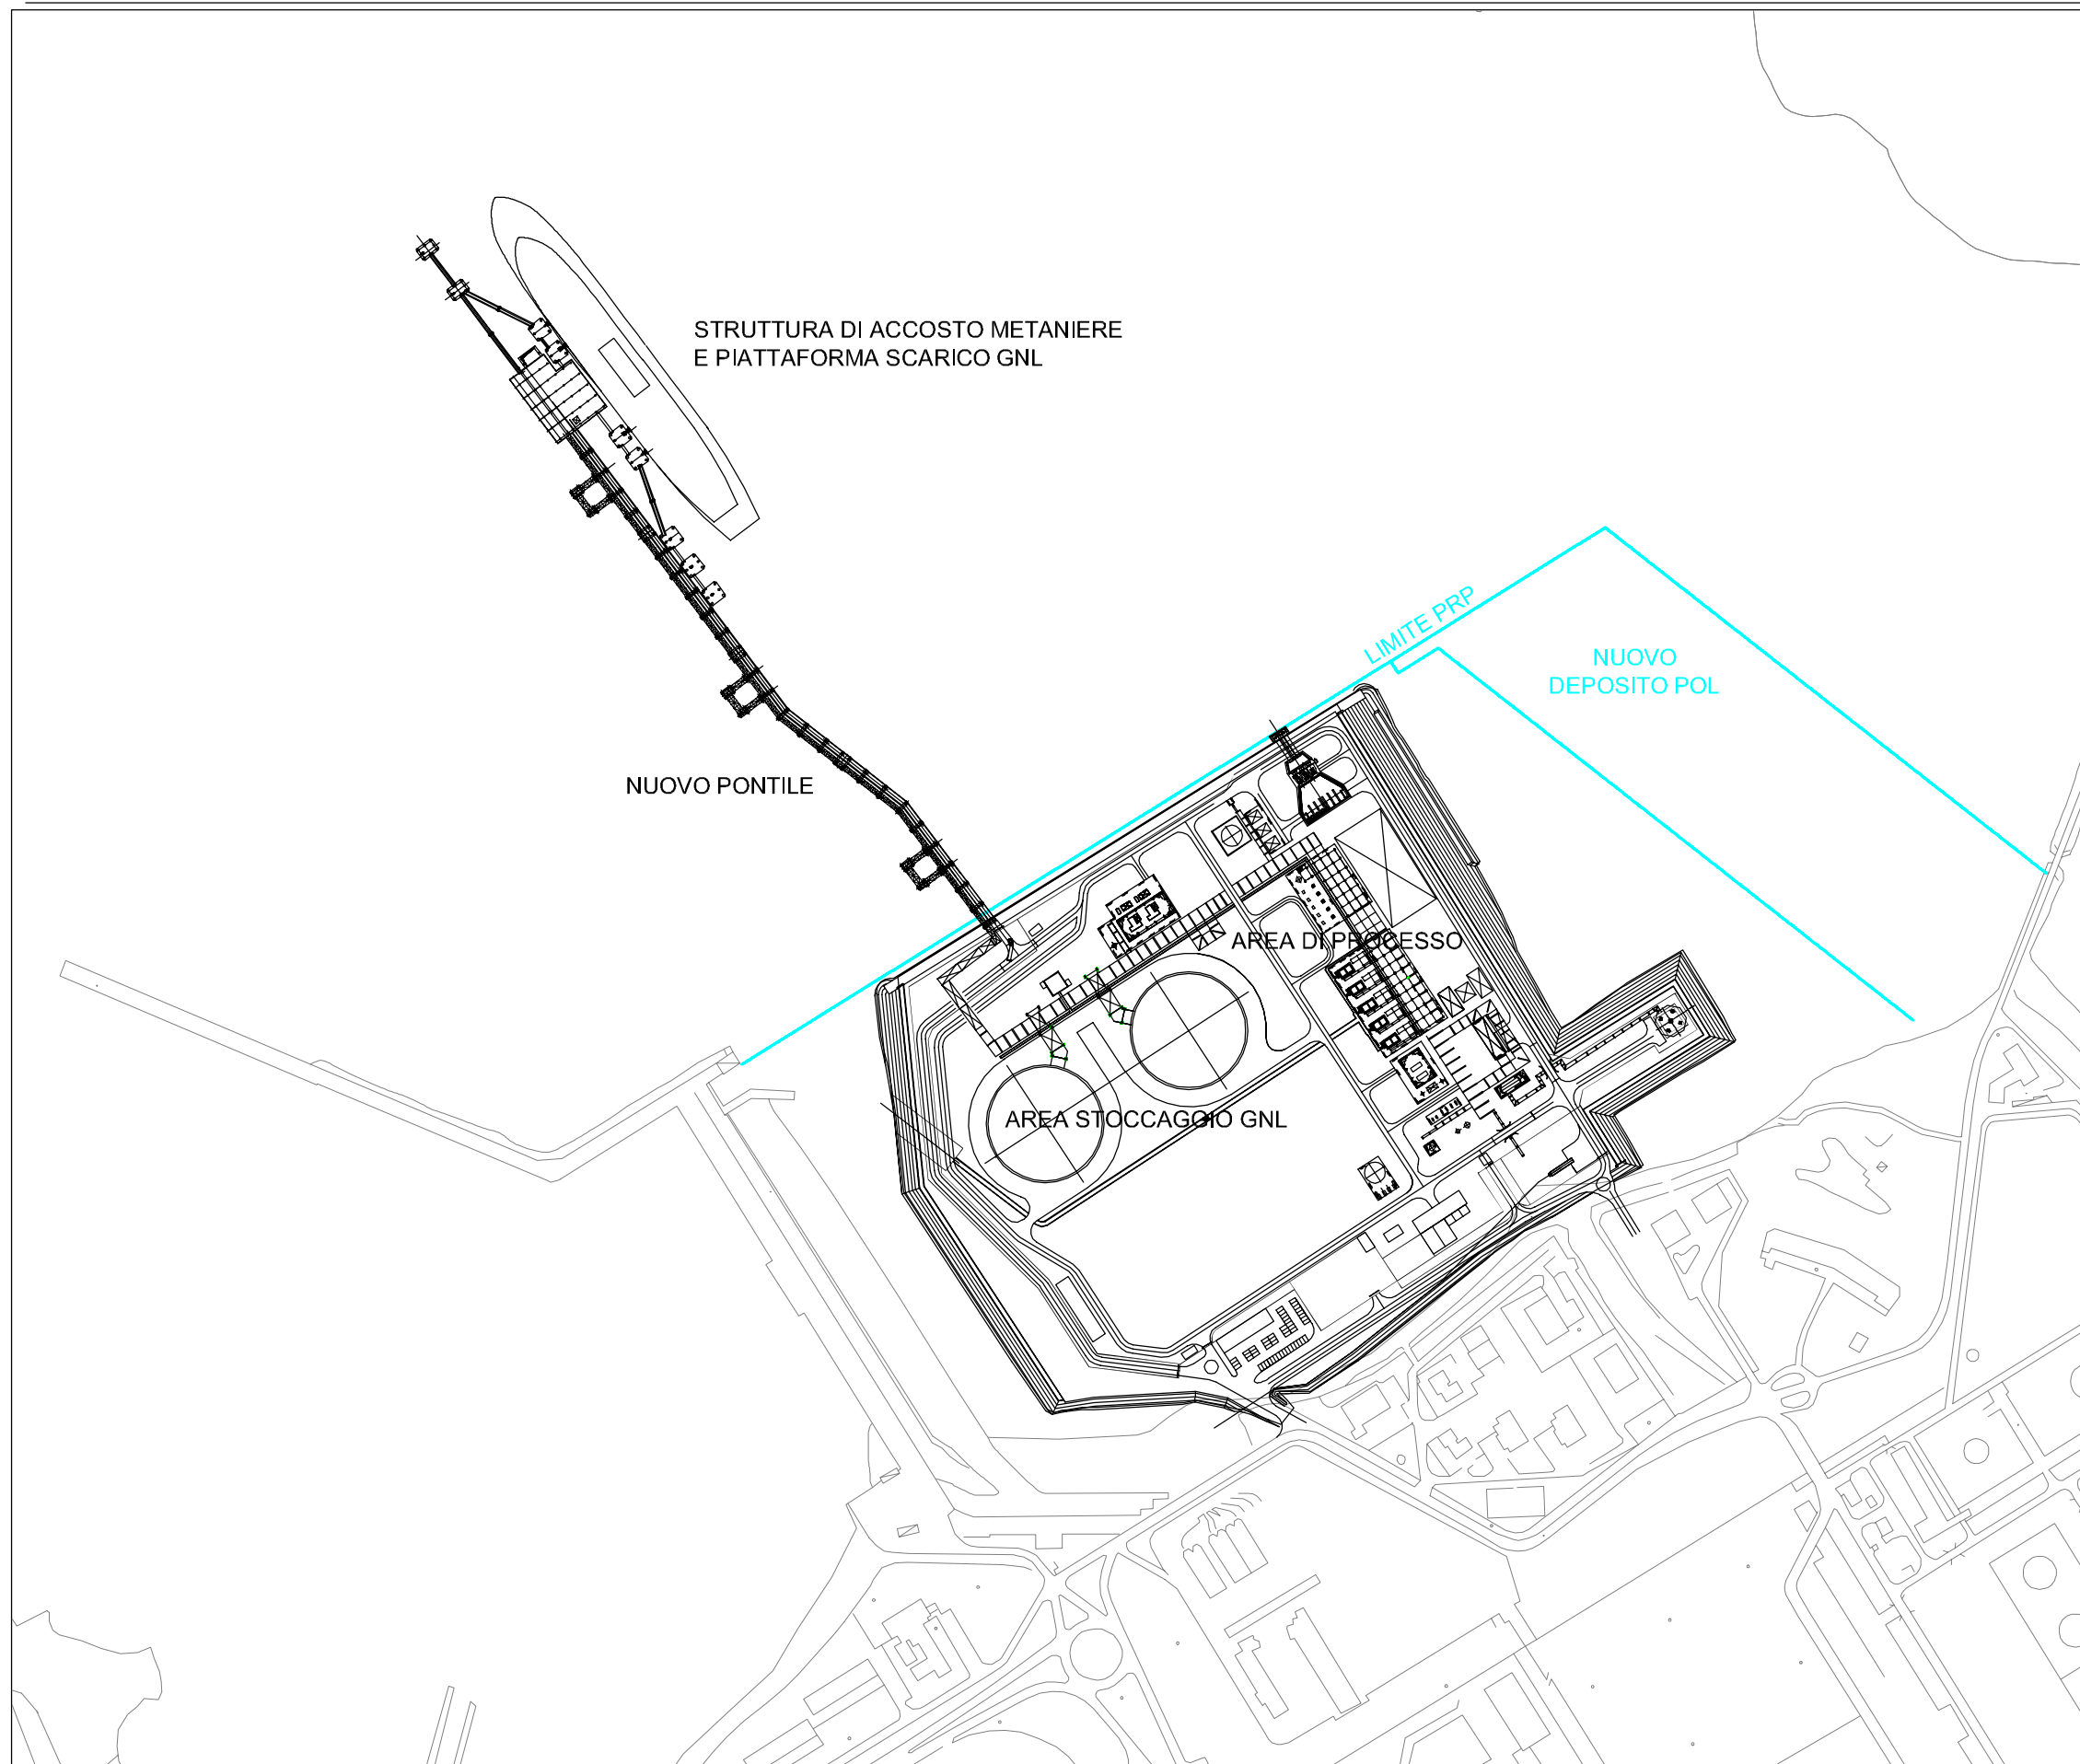 STRUTTURA DI ACCOSTO METANIERE
E PIATTAFORMA SCARICO GNL
LIMITE PRP
NUOVO
DEPOSITO POL
NUOVO PONTILE
AREA DI PROCESSO
AREA STOCCAGGIO GNL